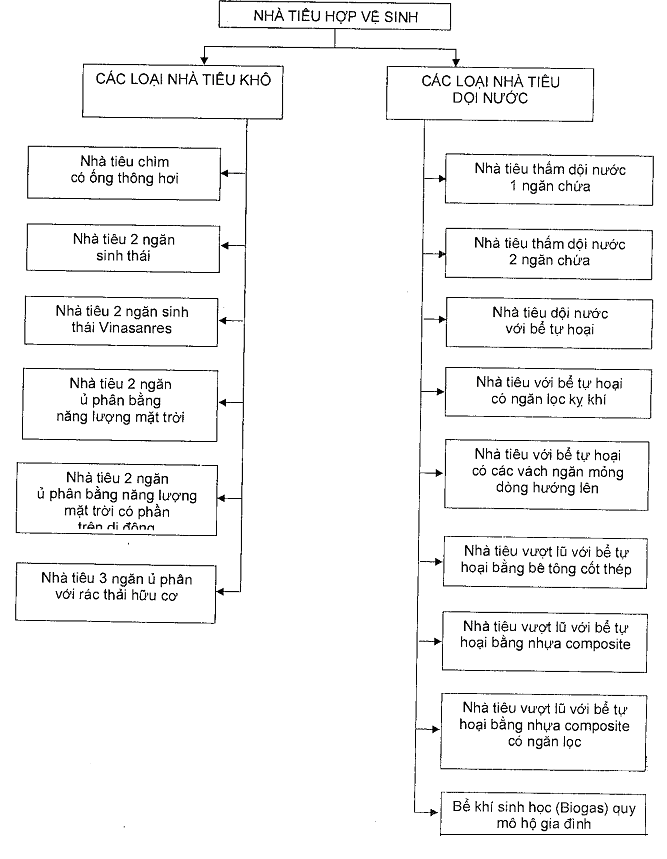 NHÀ TIÊU HỢP VỆ SINH
CÁC LOẠI NHÀ TIÊU KHÔ
Nhà tiêu chìm
có ống thông hơi
Nhà tiêu 2 ngăn
sinh thái
Nhà tiêu 2 ngăn sinh
thái Vinasanres
Nhà tiêu 2 ngăn
ủ phân bằng
năng lượng mặt trời
Nhà tiêu 2 ngăn
ủ phân bằng năng lượng
mặt trời có phần
trên di động
Nhà tiêu 3 ngăn ủ phân
với rác thải hữu cơ
CÁC LOẠI NHÀ TIÊU
DỘI NƯỚC
Nhà tiêu thấm dội nước
1 ngăn chứa
Nhà tiêu thấm dội nước
2 ngăn chứa
Nhà tiêu dội nước
với bể tự hoại
Nhà tiêu với bể tự hoại
có ngăn lọc kỵ khí
Nhà tiêu với bể tự hoại
có các vách ngăn mỏng
dòng hướng lên
Nhà tiêu vượt lũ với bể tự
hoại bằng bê tông cốt thép
Nhà tiêu vượt lũ với bể tự
hoại bằng nhựa composite
Nhà tiêu vượt lũ với bể tự
hoại bằng nhựa composite
có ngăn lọc
Bể khí sinh học (Biogas) quy
mô hộ gia đình